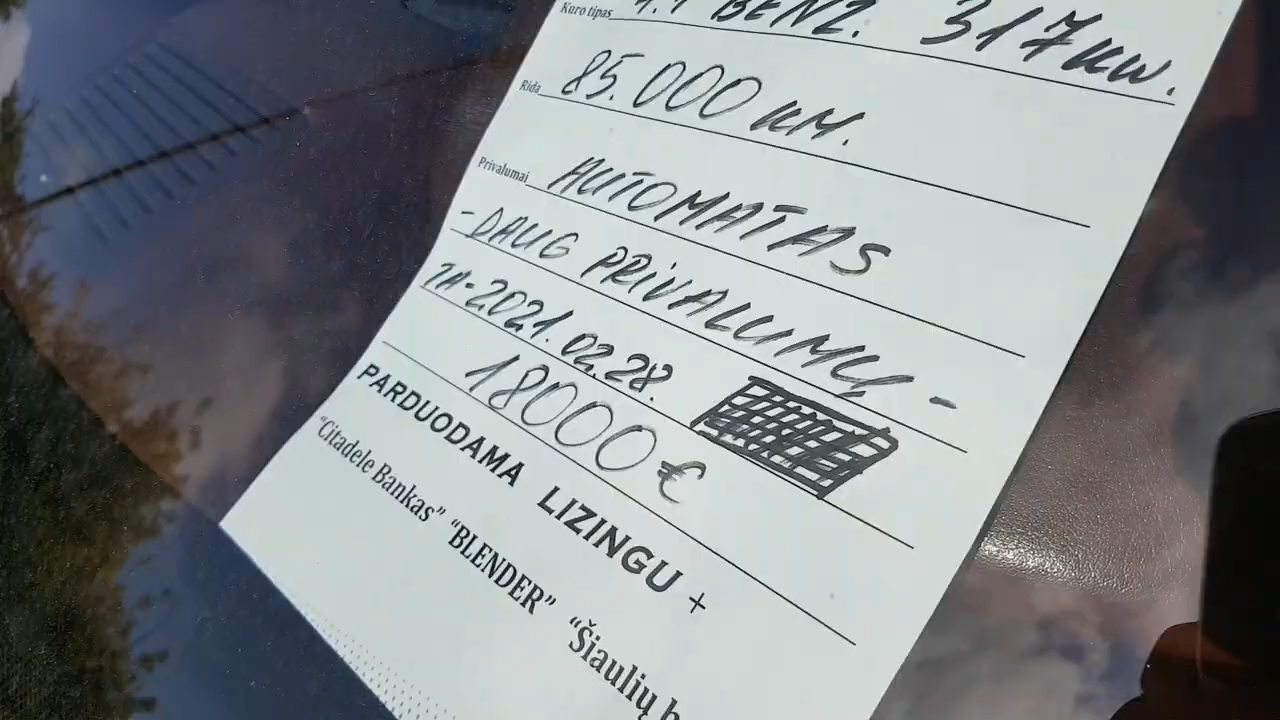 Kuro tipas BENZ. 317KW.
Rida 85.000 KM.
Privalumai AUTOMATAS
- DAUG PRIVALUMŲ -
TA-2021.02.28.
18000 €
PARDUODAMA LIZINGU +
"Citadele Bankas" "BLENDER" "Šiaulių